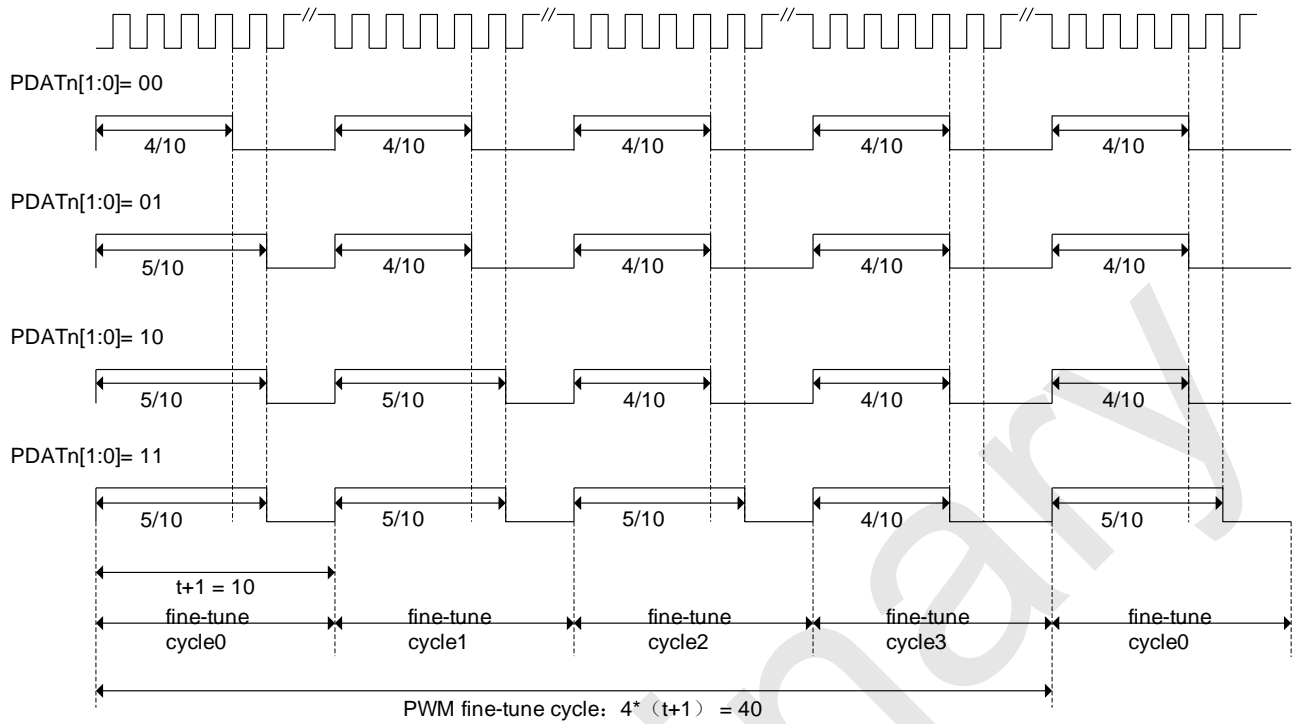 // // // //
PDATn[1:0]= 00
4/10 4/10 4/10 4/10 4/10
PDATn[1:0]= 01
5/10 4/10 4/10 4/10 4/10
PDATn[1:0]= 10
5/10 5/10 4/10 4/10 4/10
PDATn[1:0]= 11
5/10 5/10 5/10 4/10 5/10
t+1 = 10
fine-tune fine-tune fine-tune fine-tune fine-tune
cycle0 cycle1 cycle2 cycle3 cycle0
PWM fine-tune cycle：4*（t+1） = 40
inary